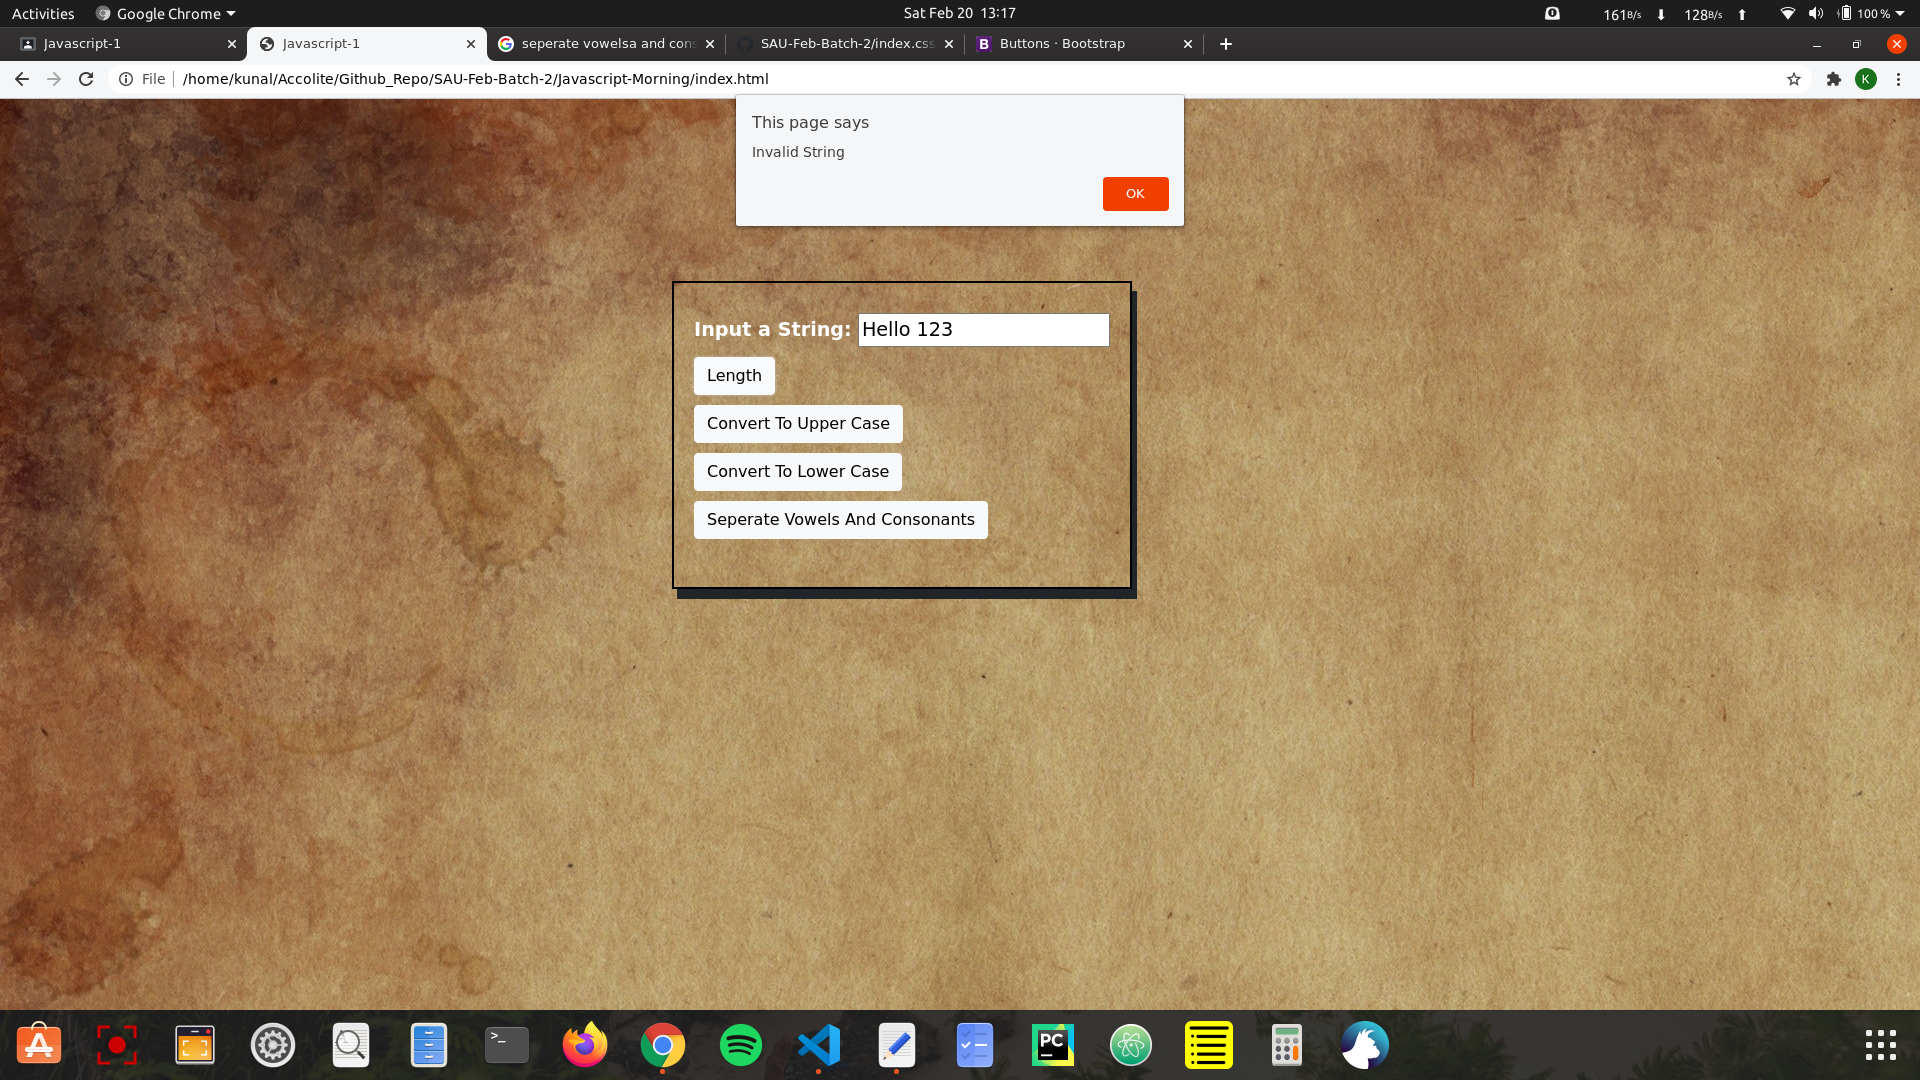 Activities Google Chrome Sat Feb 20 13:17 161B/s 128B/s 100 %
Javascript-1 Javascript-1 seperate vowelsa and cons SAU-Feb-Batch-2/index.css Buttons · Bootstrap
File /home/kunal/Accolite/Github_Repo/SAU-Feb-Batch-2/Javascript-Morning/index.html K
This page says
Invalid String
OK
Input a String: Hello 123
Length
Convert To Upper Case
Convert To Lower Case
Seperate Vowels And Consonants
>_ PC